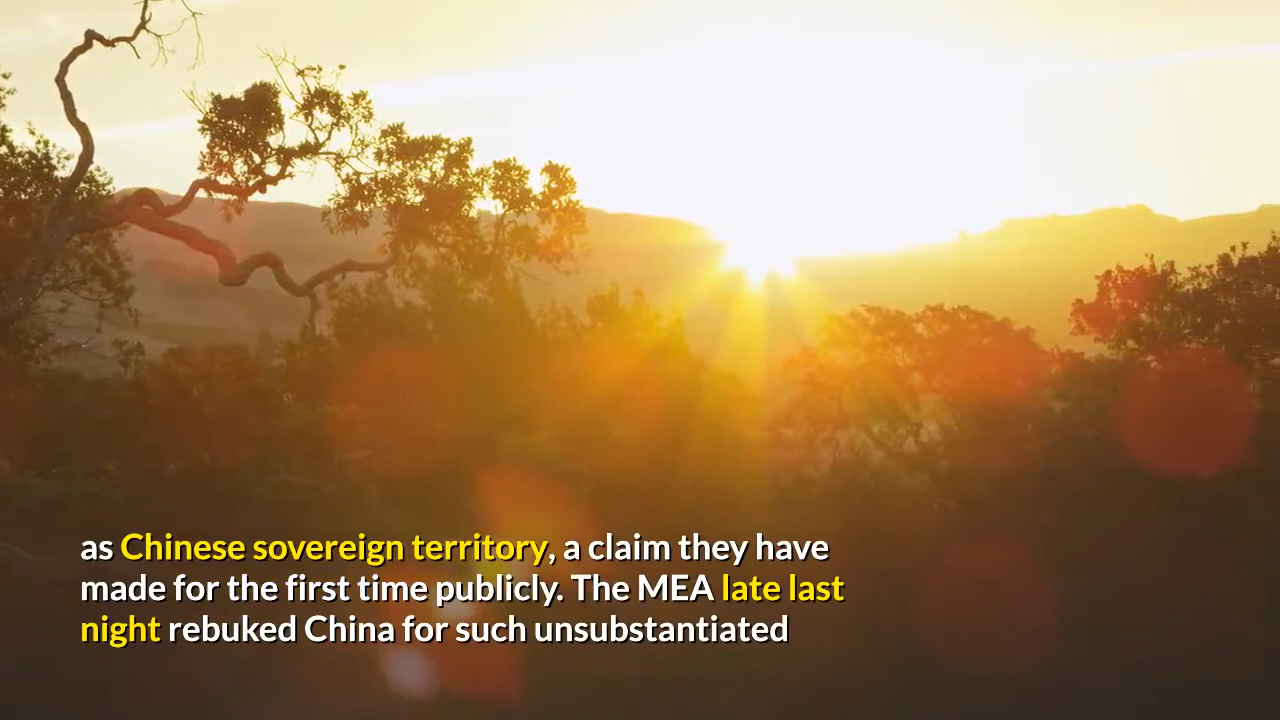 as Chinese sovereign territory, a claim they have
made for the first time publicly. The MEA late last
night rebuked China for such unsubstantiated